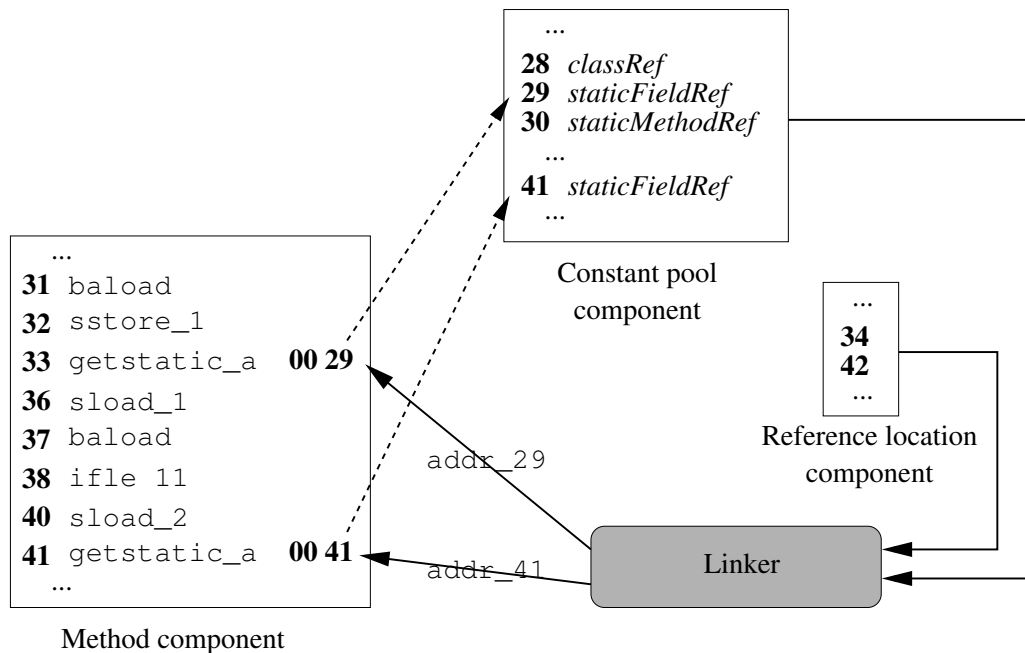 ...
28 classRef
29 staticFieldRef
30 staticMethodRef
...
41 staticFieldRef
...
Constant pool
component
...
31 baload
32 sstore_1
33 getstatic_a 00 29
36 sload_1
37 baload
38 ifle 11
40 sload_2
41 getstatic_a 00 41
...
Method component
...
34
42
...
Reference location
component
addr_29
addr_41
Linker